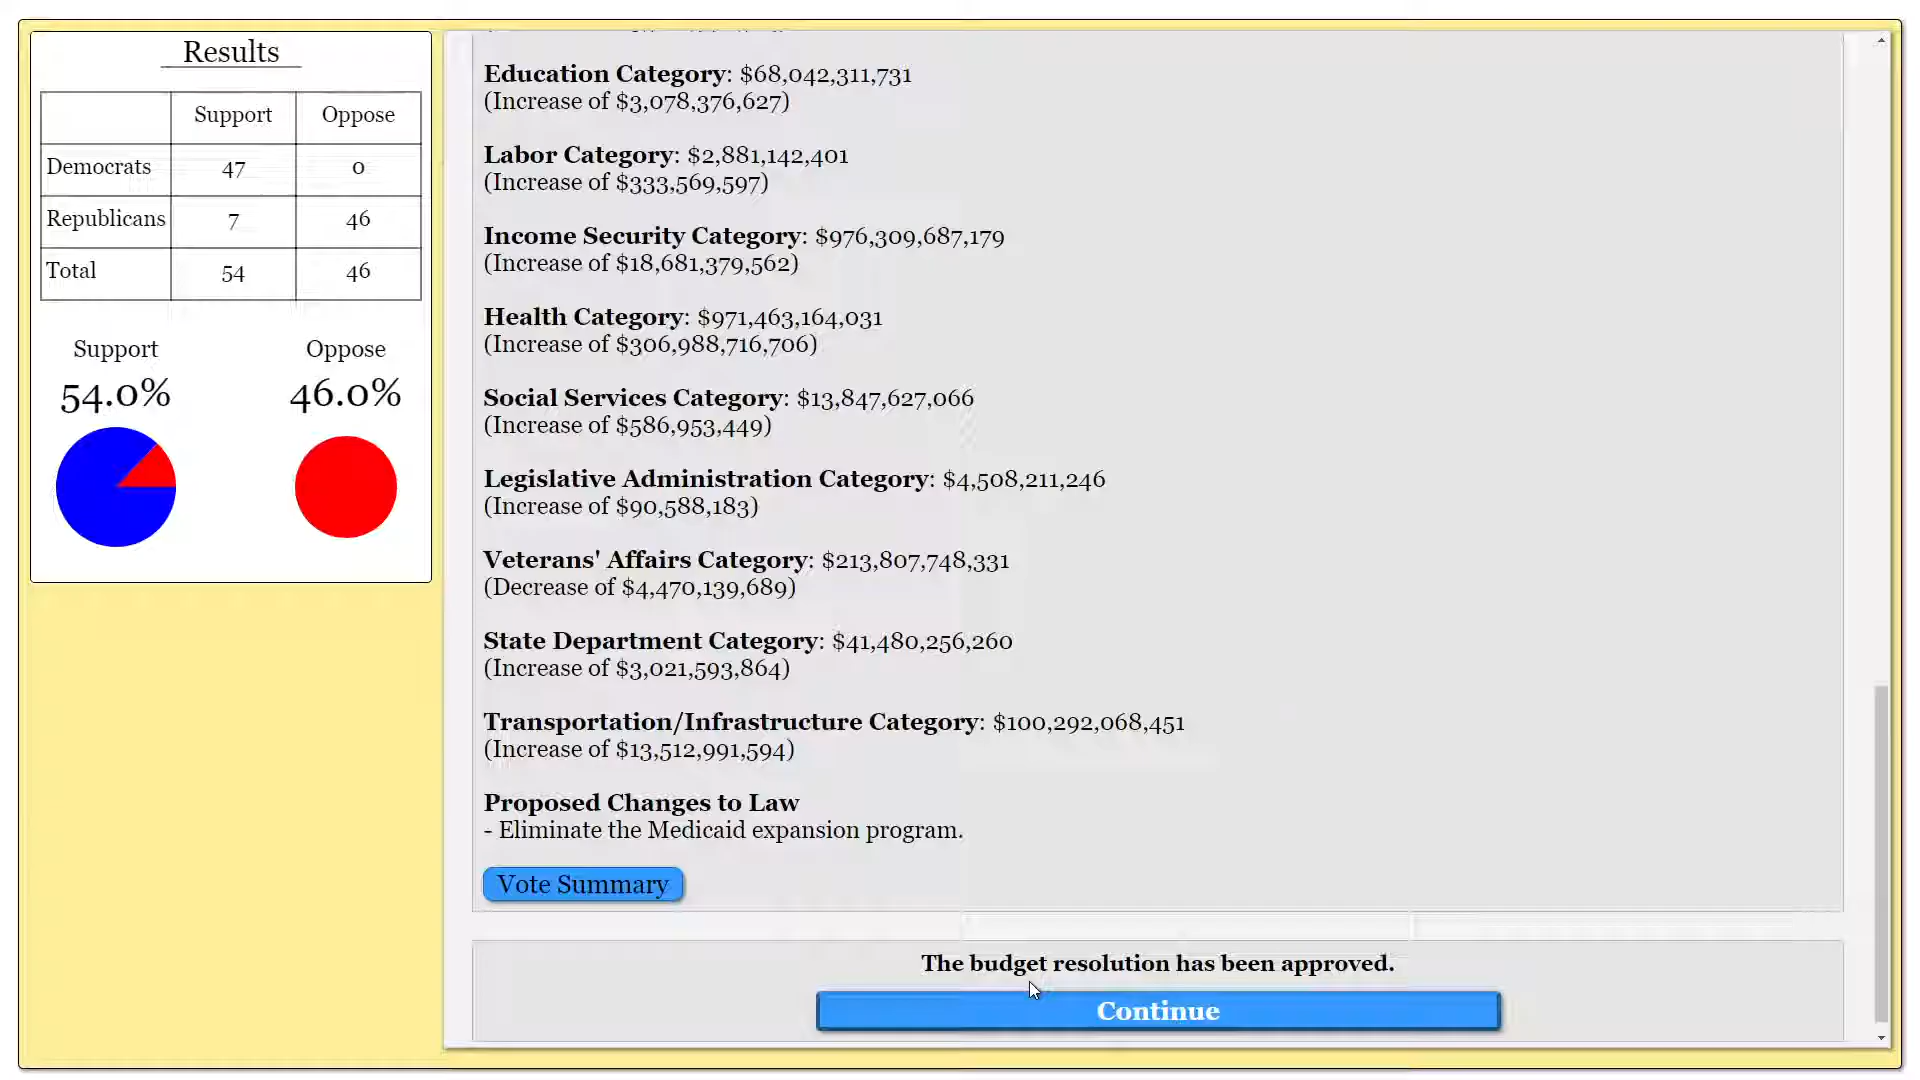 Results
Support Oppose
Democrats 47 0
Republicans 7 46
Total 54 46
Support Oppose
54.0% 46.0%
Education Category: $68,042,311,731
(Increase of $3,078,376,627)
Labor Category: $2,881,142,401
(Increase of $333,569,597)
Income Security Category: $976,309,687,179
(Increase of $18,681,379,562)
Health Category: $971,463,164,031
(Increase of $306,988,716,706)
Social Services Category: $13,847,627,066
(Increase of $586,953,449)
Legislative Administration Category: $4,508,211,246
(Increase of $90,588,183)
Veterans' Affairs Category: $213,807,748,331
(Decrease of $4,470,139,689)
State Department Category: $41,480,256,260
(Increase of $3,021,593,864)
Transportation/Infrastructure Category: $100,292,068,451
(Increase of $13,512,991,594)
Proposed Changes to Law
- Eliminate the Medicaid expansion program.
Vote Summary
The budget resolution has been approved.
Continue